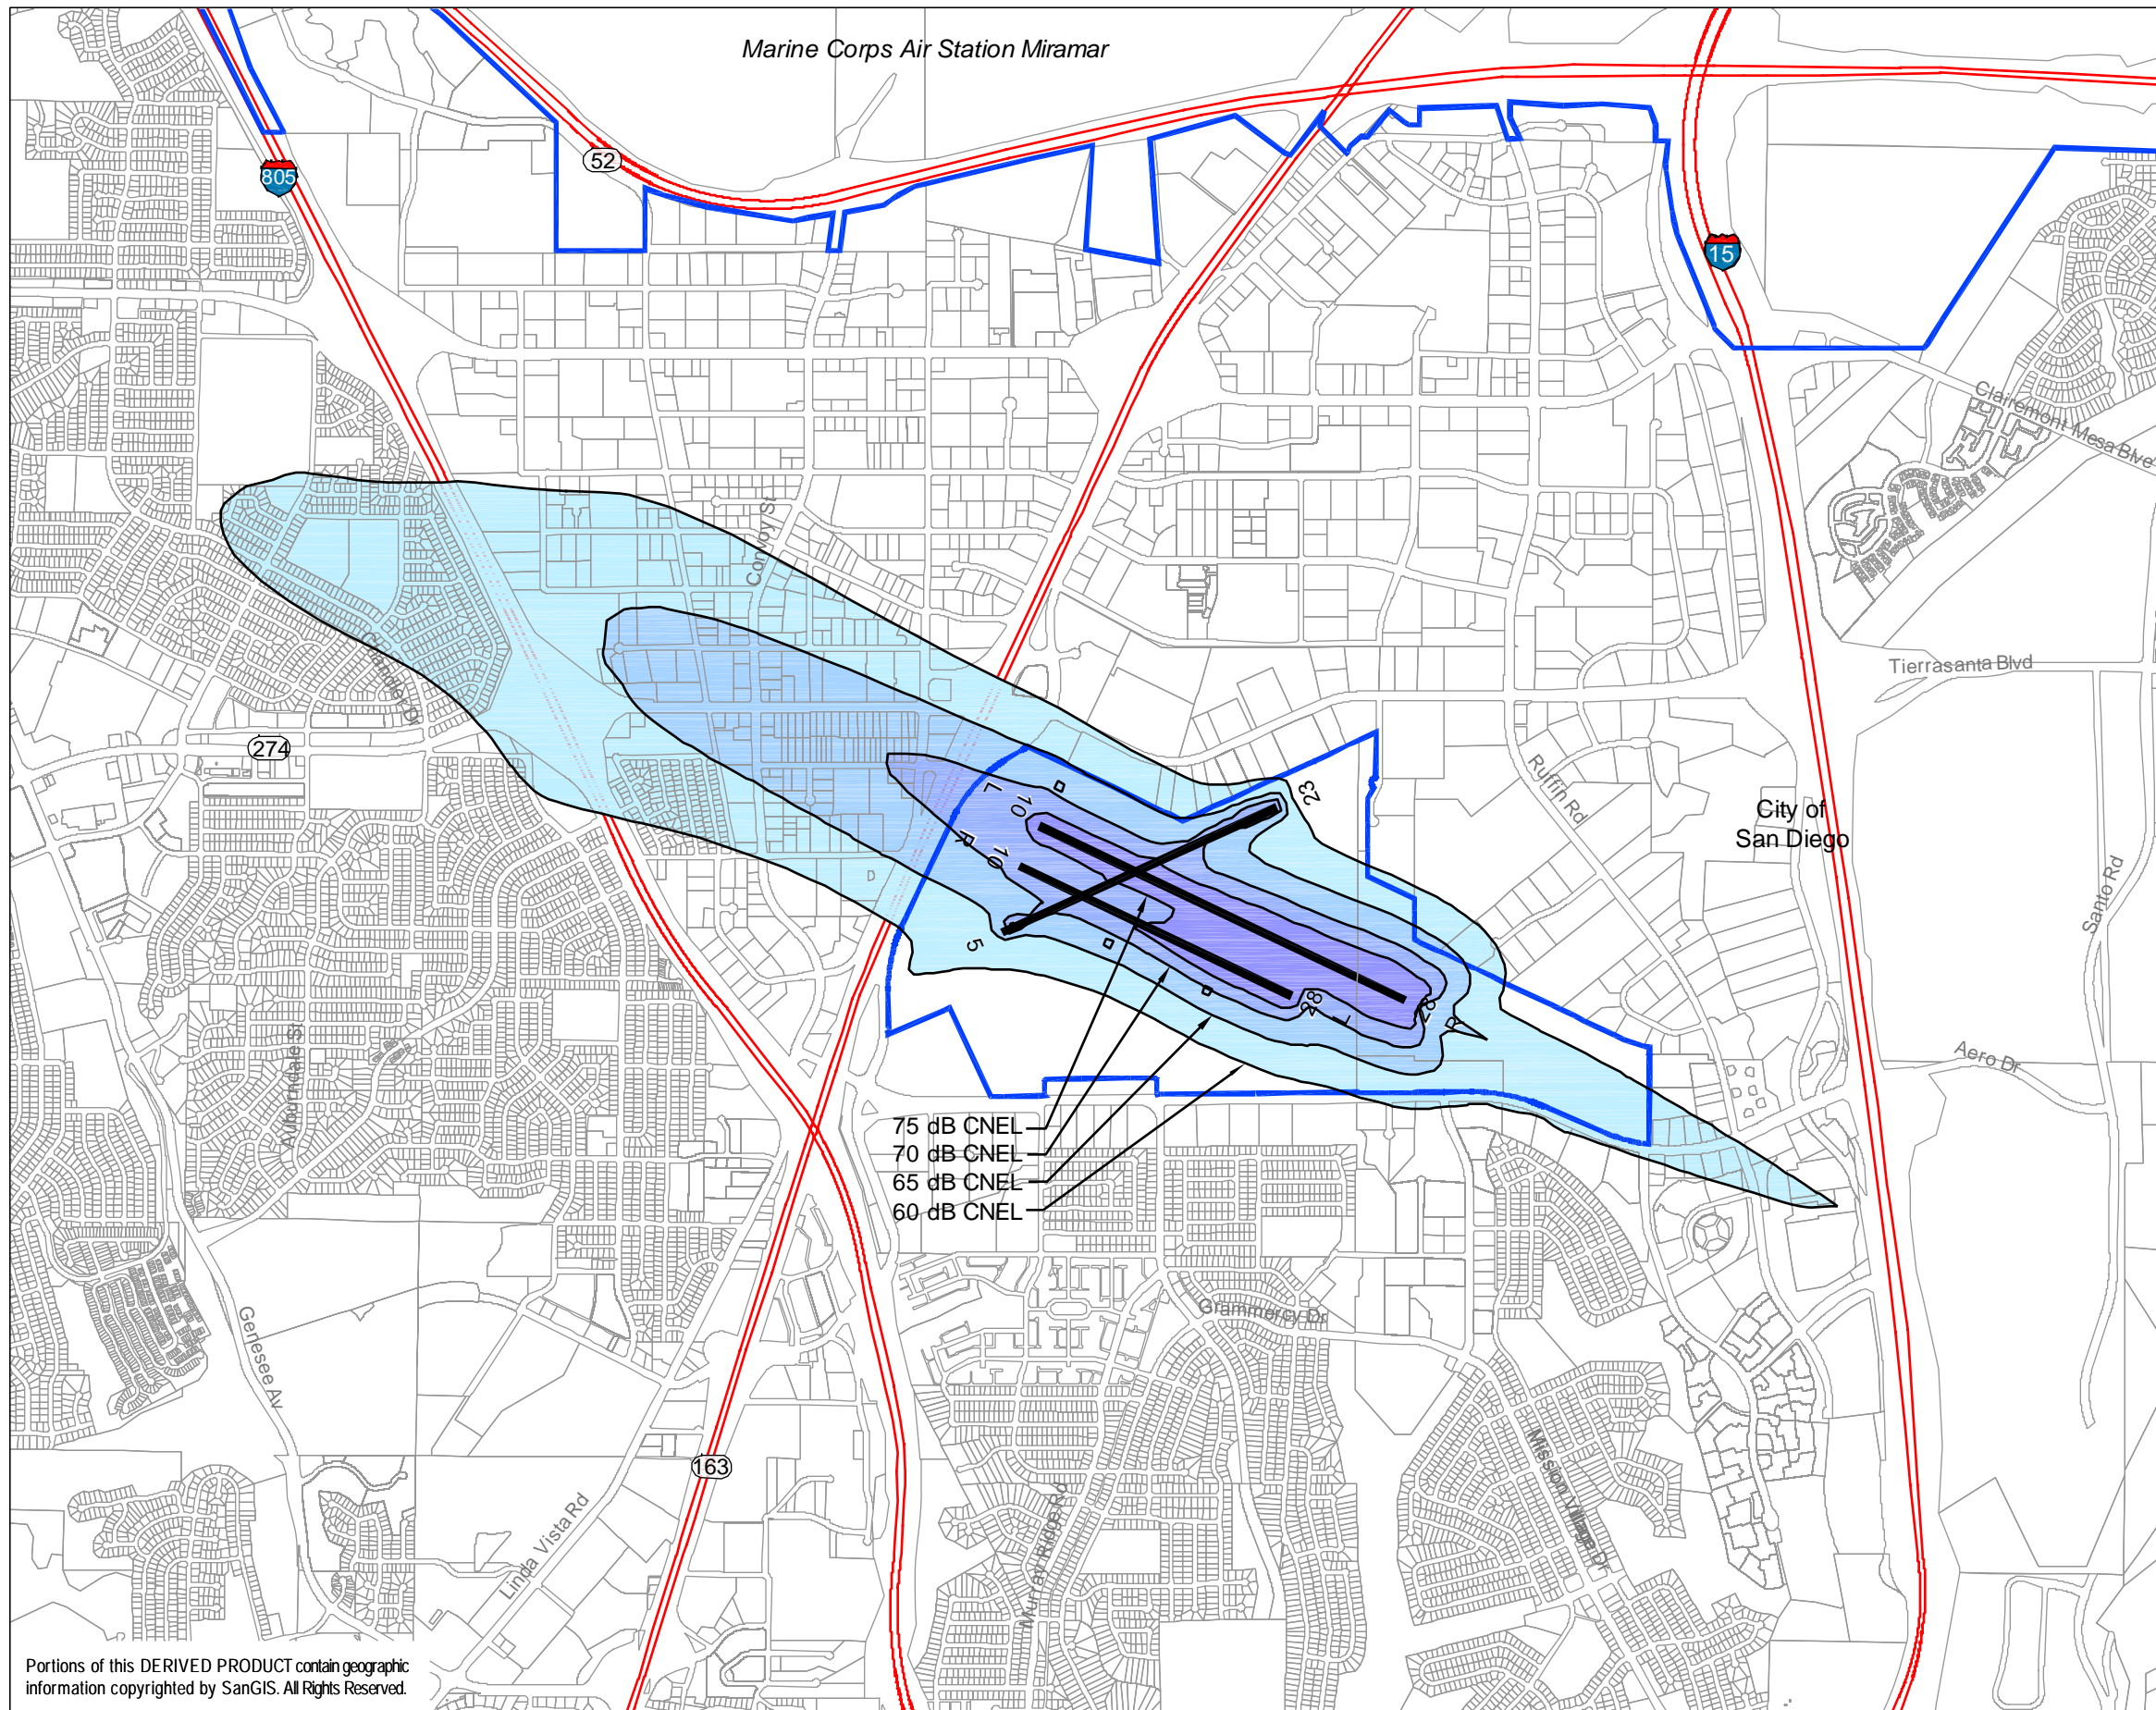 Marine Corps Air Station Miramar
52
805
15
Clairemont Mesa Blvd
Convoy St
Tierrasanta Blvd
Chandler Dr
274
Ruffin Rd
City of
San Diego
Santo Rd
23
10
L
10
R
5
28
L
28
R
Aero Dr
Auburndale St
75 dB CNEL
70 dB CNEL
65 dB CNEL
60 dB CNEL
Genesee Av
Grammercy Dr
Mission Village Dr
163
Linda Vista Rd
Murray Ridge Rd
Portions of this DERIVED PRODUCT contain geographic
information copyrighted by SanGIS. All Rights Reserved.